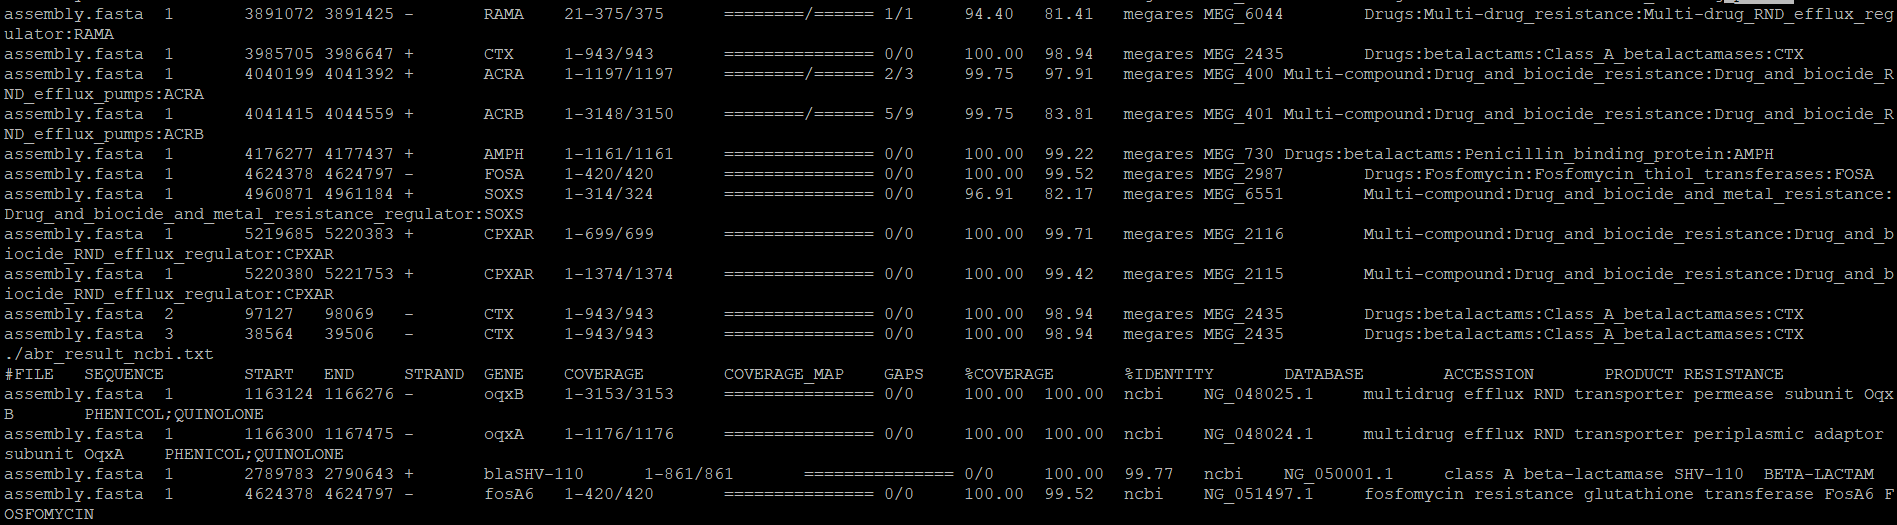 assembly.fasta  1       3891072 3891425 -       RAMA    21-375/375      ========/====== 1/1     94.40   81.41   megares MEG_6044        Drugs:Multi-drug_resistance:Multi-drug_RND_efflux_reg
ulator:RAMA
assembly.fasta  1       3985705 3986647 +       CTX     1-943/943       =============== 0/0     100.00  98.94   megares MEG_2435        Drugs:betalactams:Class_A_betalactamases:CTX
assembly.fasta  1       4040199 4041392 +       ACRA    1-1197/1197     ========/====== 2/3     99.75   97.91   megares MEG_400 Multi-compound:Drug_and_biocide_resistance:Drug_and_biocide_R
ND_efflux_pumps:ACRA
assembly.fasta  1       4041415 4044559 +       ACRB    1-3148/3150     ========/====== 5/9     99.75   83.81   megares MEG_401 Multi-compound:Drug_and_biocide_resistance:Drug_and_biocide_R
ND_efflux_pumps:ACRB
assembly.fasta  1       4176277 4177437 +       AMPH    1-1161/1161     =============== 0/0     100.00  99.22   megares MEG_730 Drugs:betalactams:Penicillin_binding_protein:AMPH
assembly.fasta  1       4624378 4624797 -       FOSA    1-420/420       =============== 0/0     100.00  99.52   megares MEG_2987        Drugs:Fosfomycin:Fosfomycin_thiol_transferases:FOSA
assembly.fasta  1       4960871 4961184 +       SOXS    1-314/324       =============== 0/0     96.91   82.17   megares MEG_6551        Multi-compound:Drug_and_biocide_and_metal_resistance:
Drug_and_biocide_and_metal_resistance_regulator:SOXS
assembly.fasta  1       5219685 5220383 +       CPXAR   1-699/699       =============== 0/0     100.00  99.71   megares MEG_2116        Multi-compound:Drug_and_biocide_resistance:Drug_and_b
iocide_RND_efflux_regulator:CPXAR
assembly.fasta  1       5220380 5221753 +       CPXAR   1-1374/1374     =============== 0/0     100.00  99.42   megares MEG_2115        Multi-compound:Drug_and_biocide_resistance:Drug_and_b
iocide_RND_efflux_regulator:CPXAR
assembly.fasta  2       97127   98069   -       CTX     1-943/943       =============== 0/0     100.00  98.94   megares MEG_2435        Drugs:betalactams:Class_A_betalactamases:CTX
assembly.fasta  3       38564   39506   -       CTX     1-943/943       =============== 0/0     100.00  98.94   megares MEG_2435        Drugs:betalactams:Class_A_betalactamases:CTX
./abr_result_ncbi.txt
#FILE   SEQUENCE        START   END     STRAND  GENE    COVERAGE        COVERAGE_MAP    GAPS    %COVERAGE       %IDENTITY       DATABASE        ACCESSION       PRODUCT RESISTANCE
assembly.fasta  1       1163124 1166276 -       oqxB    1-3153/3153     =============== 0/0     100.00  100.00  ncbi    NG_048025.1     multidrug efflux RND transporter permease subunit Oqx
B       PHENICOL;QUINOLONE
assembly.fasta  1       1166300 1167475 -       oqxA    1-1176/1176     =============== 0/0     100.00  100.00  ncbi    NG_048024.1     multidrug efflux RND transporter periplasmic adaptor
subunit OqxA    PHENICOL;QUINOLONE
assembly.fasta  1       2789783 2790643 +       blaSHV-110      1-861/861       =============== 0/0     100.00  99.77   ncbi    NG_050001.1     class A beta-lactamase SHV-110  BETA-LACTAM
assembly.fasta  1       4624378 4624797 -       fosA6   1-420/420       =============== 0/0     100.00  99.52   ncbi    NG_051497.1     fosfomycin resistance glutathione transferase FosA6 F
OSFOMYCIN